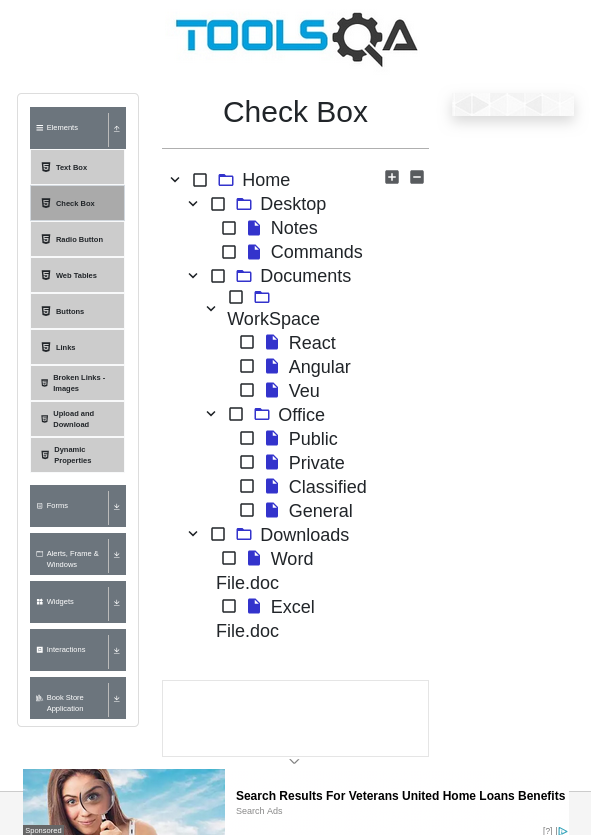 TOOLSQA
Check Box
Elements
Text Box
Check Box
Radio Button
Web Tables
Buttons
Links
Broken Links -
Images
Upload and
Download
Dynamic
Properties
Forms
Alerts, Frame &
Windows
Widgets
Interactions
Book Store
Application
Home
Desktop
Notes
Commands
Documents
WorkSpace
React
Angular
Veu
Office
Public
Private
Classified
General
Downloads
Word
File.doc
Excel
File.doc
Search Results For Veterans United Home Loans Benefits
Search Ads
Sponsored
[?]